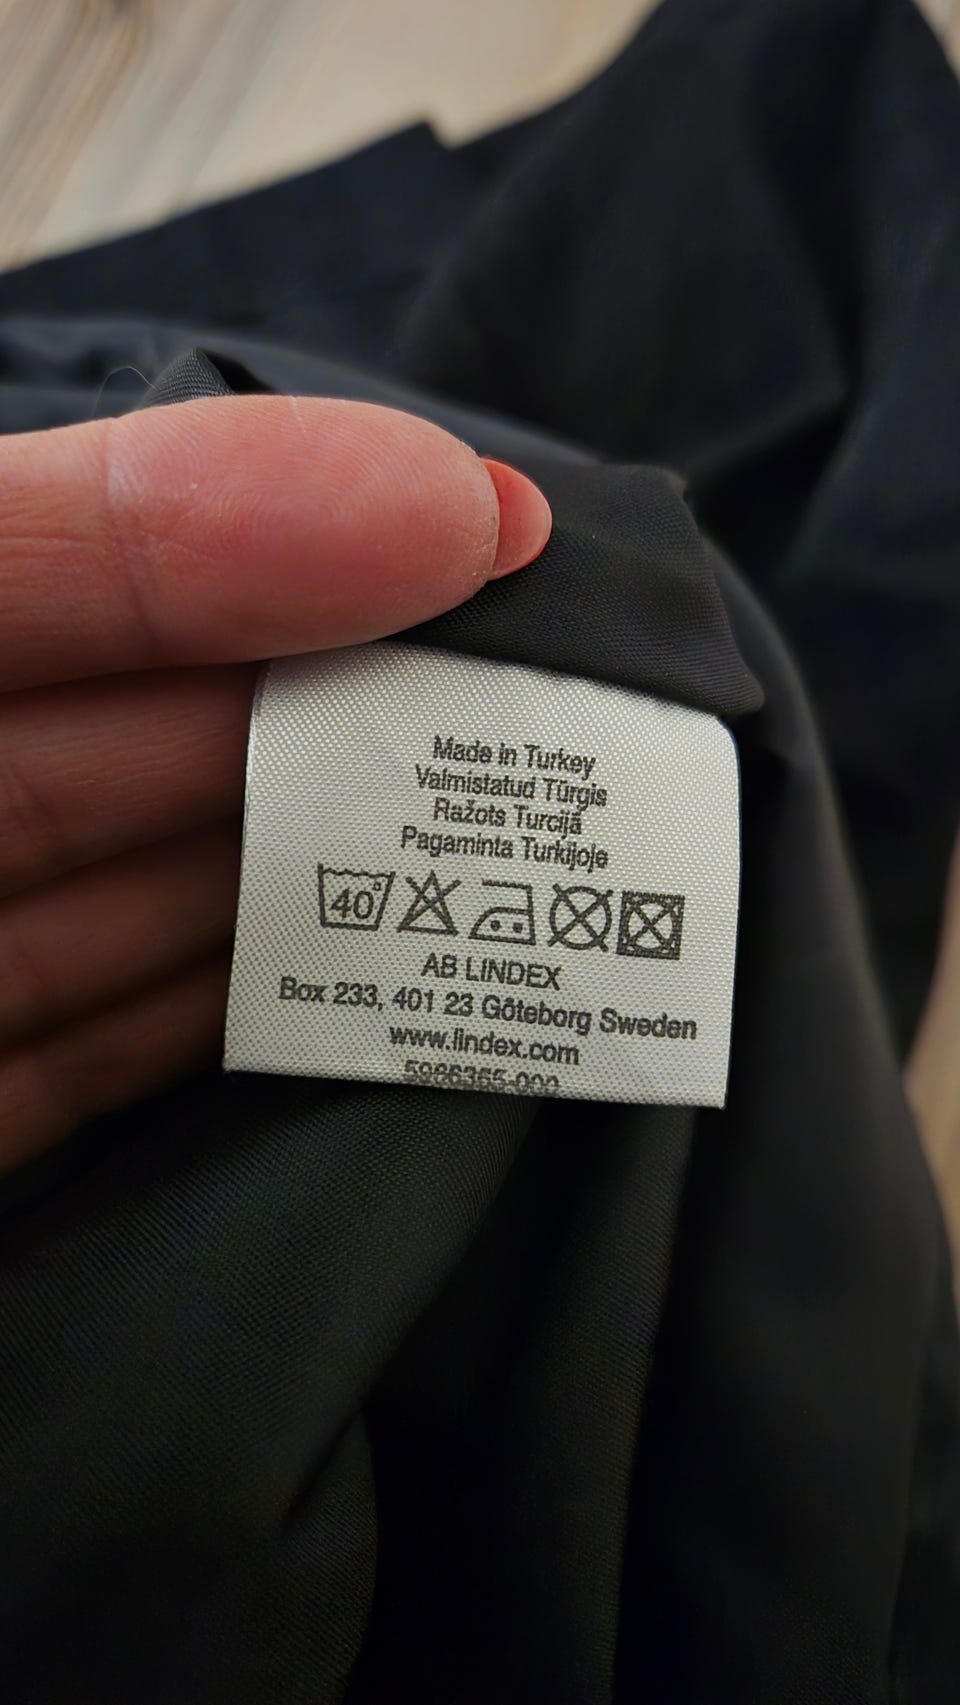 Made in Turkey
Valmistatud Türgis
Ražots Turcijā
Pagaminta Turkijoje
40°
AB LINDEX
Box 233, 401 23 Göteborg Sweden
www.lindex.com